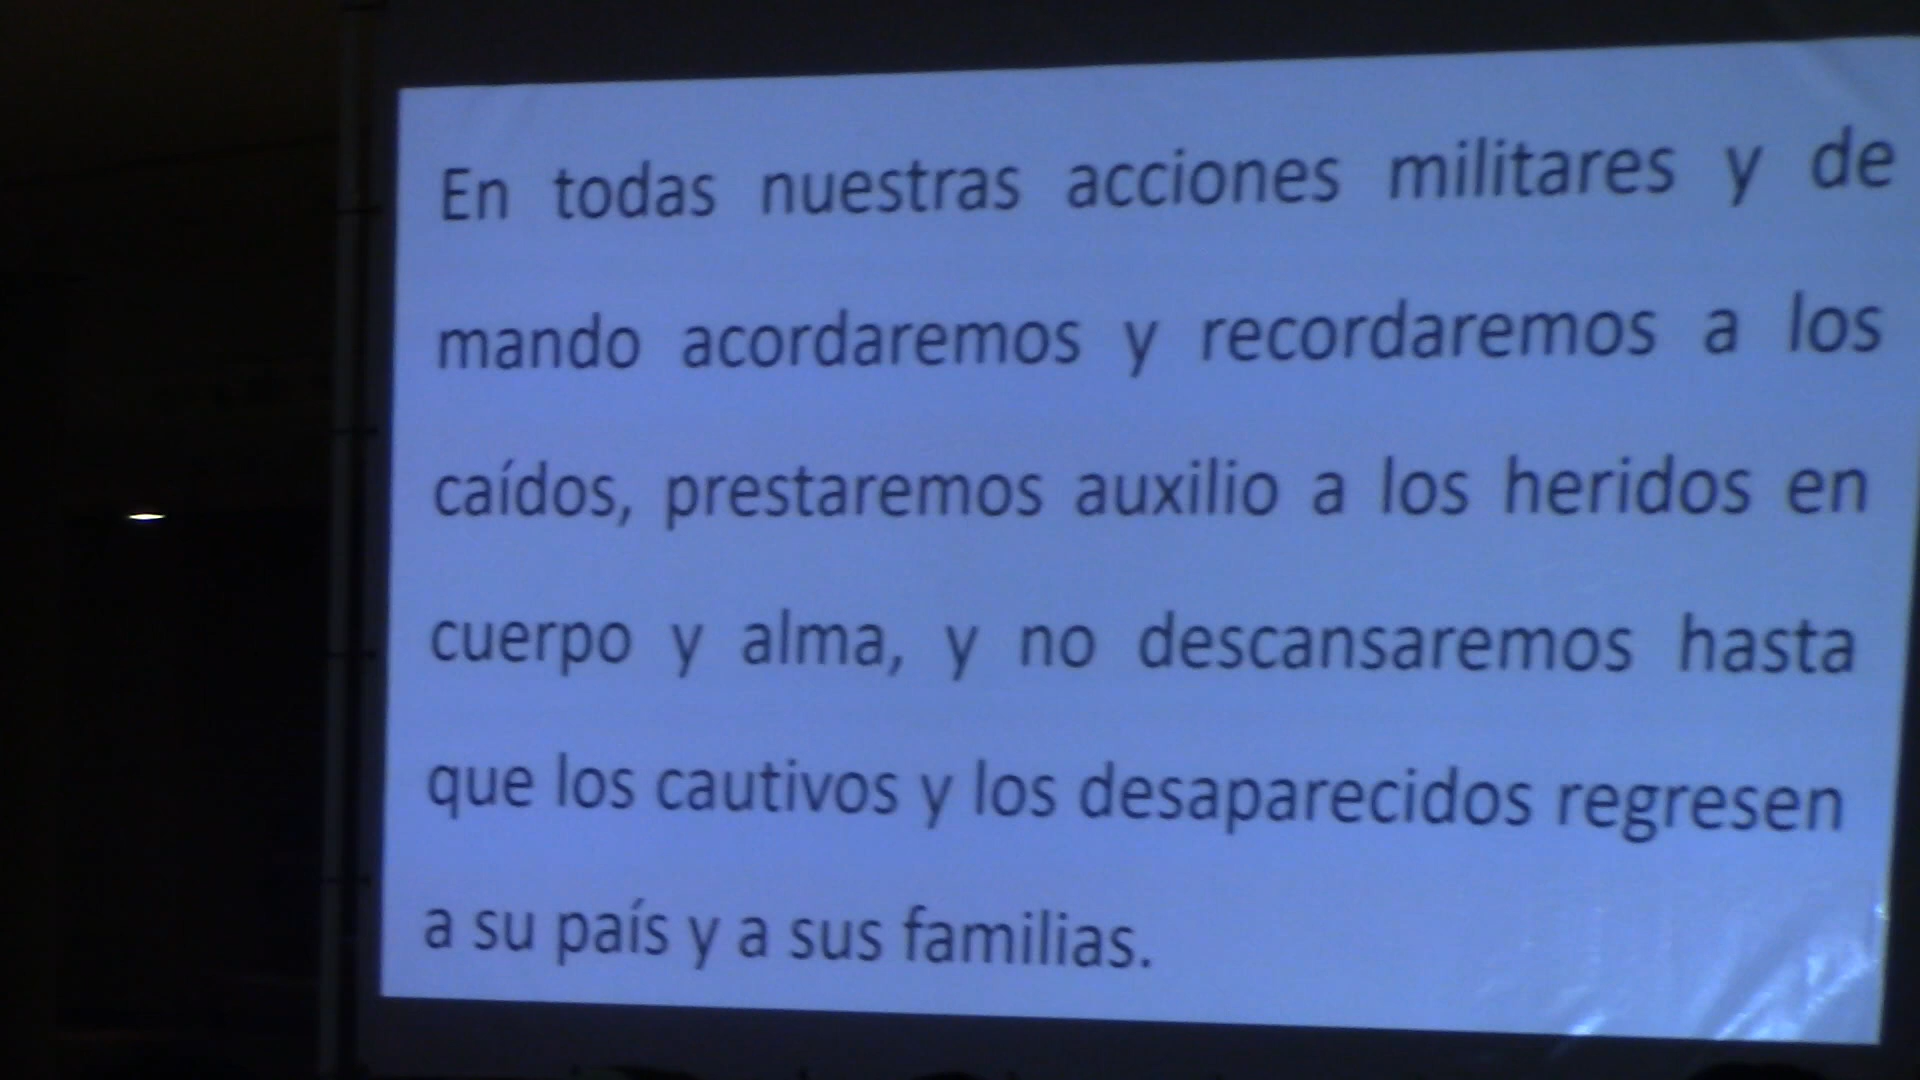 En todas nuestras acciones militares y de
mando acordaremos y recordaremos a los
caídos, prestaremos auxilio a los heridos en
cuerpo y alma, y no descansaremos hasta
que los cautivos y los desaparecidos regresen
a su país y a sus familias.